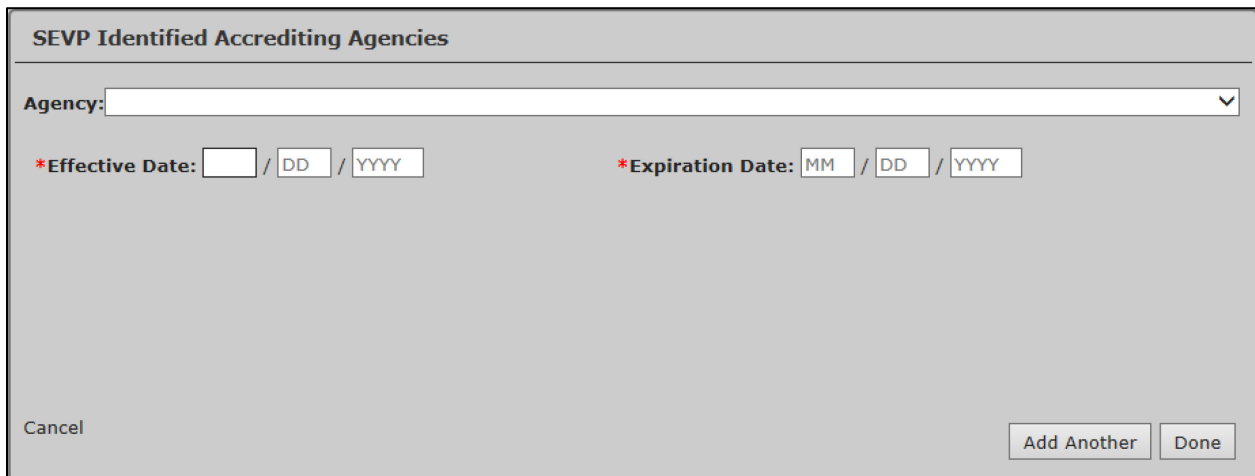 SEVP Identified Accrediting Agencies
Agency:
*Effective Date: / DD / YYYY *Expiration Date: MM / DD / YYYY
Cancel
Add Another Done